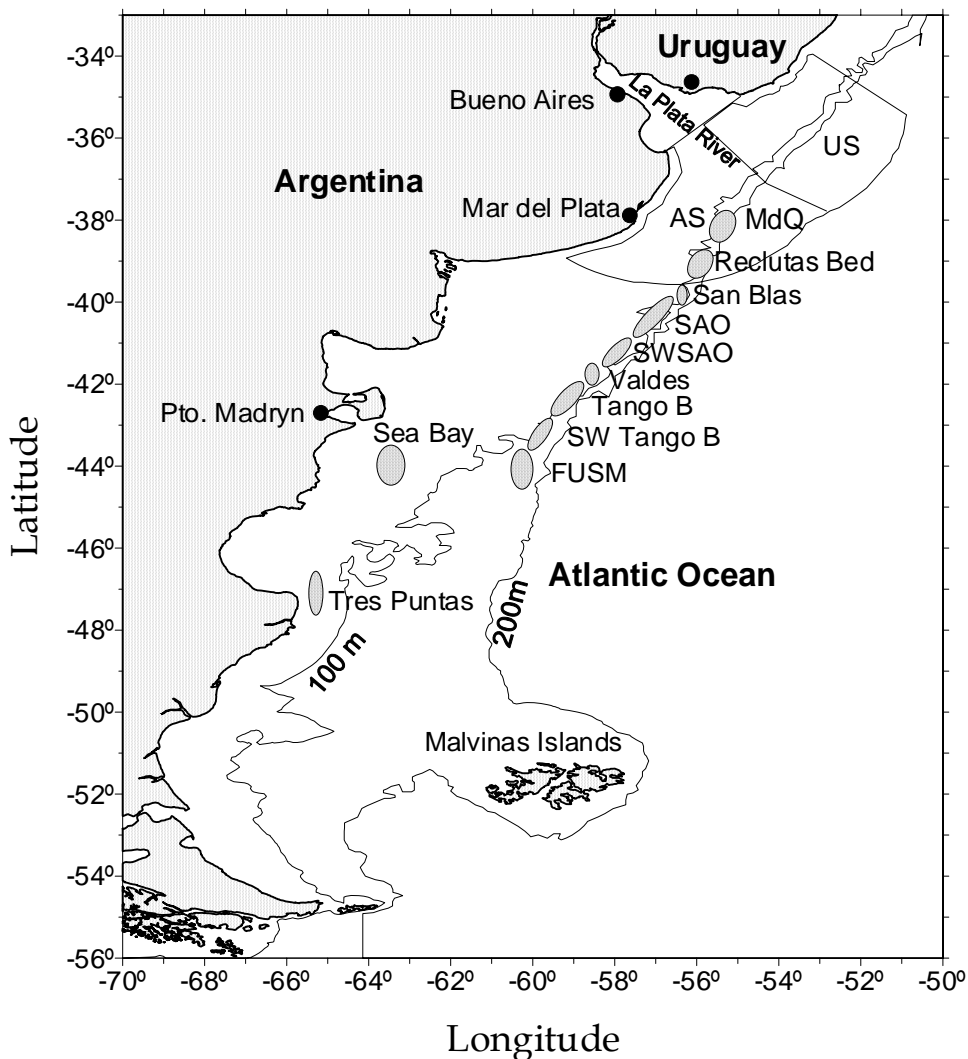 -34º
-36º
-38º
-40º
-42º
-44º
-46º
-48º
-50º
-52º
-54º
-56º
Latitude
Uruguay
Bueno Aires
La Plata River
US
Argentina
Mar del Plata
AS
MdQ
Reclutas Bed
San Blas
SAO
SWSAO
Valdes
Tango B
Pto. Madryn
Sea Bay
SW Tango B
FUSM
Atlantic Ocean
Tres Puntas
200m
100 m
Malvinas Islands
-70º
-68º
-66º
-64º
-62º
-60º
-58º
-56º
-54º
-52º
-50º
Longitude